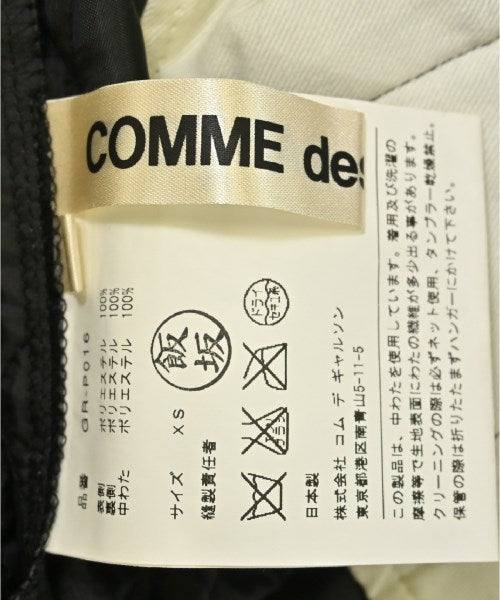 COMME des
品番 GR-P016
表側 ポリエステル 100%
裏側 ポリエステル 100%
中わた ポリエステル 100%
サイズ XS
縫製責任者 飯坂
ドライ
セキユ系
エンソサラシ
日本製
株式会社 コム デ ギャルソン
東京都港区南青山5-11-5
この製品は、中わたを使用しています。着用及び洗濯の
摩擦等で生地表面にわたの繊維が多少出る事があります。
クリーニングの際は必ずネット使用、タンブラー乾燥禁止。
保管の際は折りたたまずハンガーにかけて下さい。